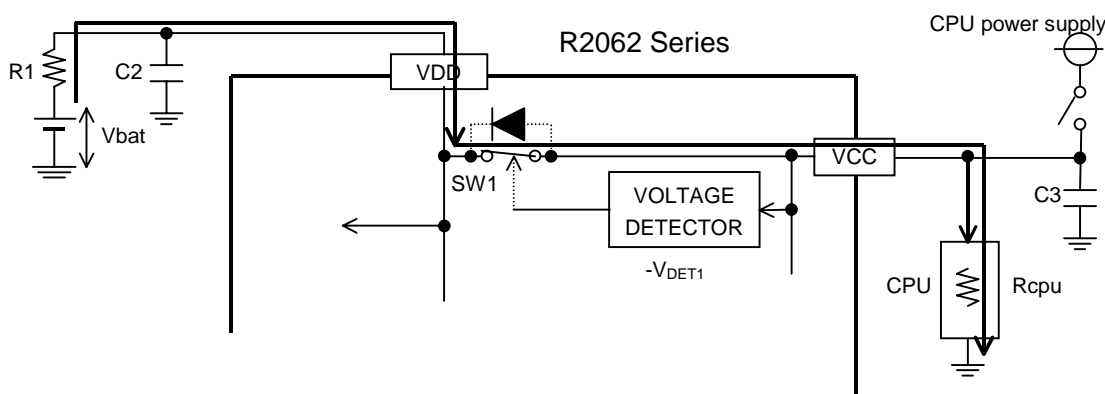 CPU power supply
R2062 Series
R1
C2
VDD
Vbat
VCC
SW1
VOLTAGE
DETECTOR
C3
-VDET1
CPU
Rcpu